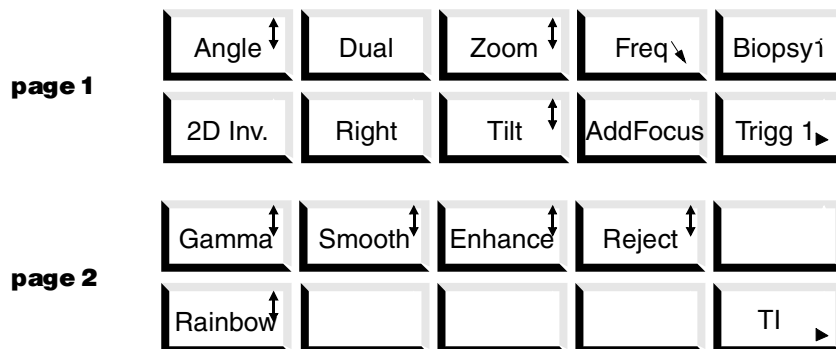 Angle Dual Zoom Freq Biopsy1
page 1
2D Inv. Right Tilt AddFocus Trigg 1
Gamma Smooth Enhance Reject
page 2
Rainbow TI